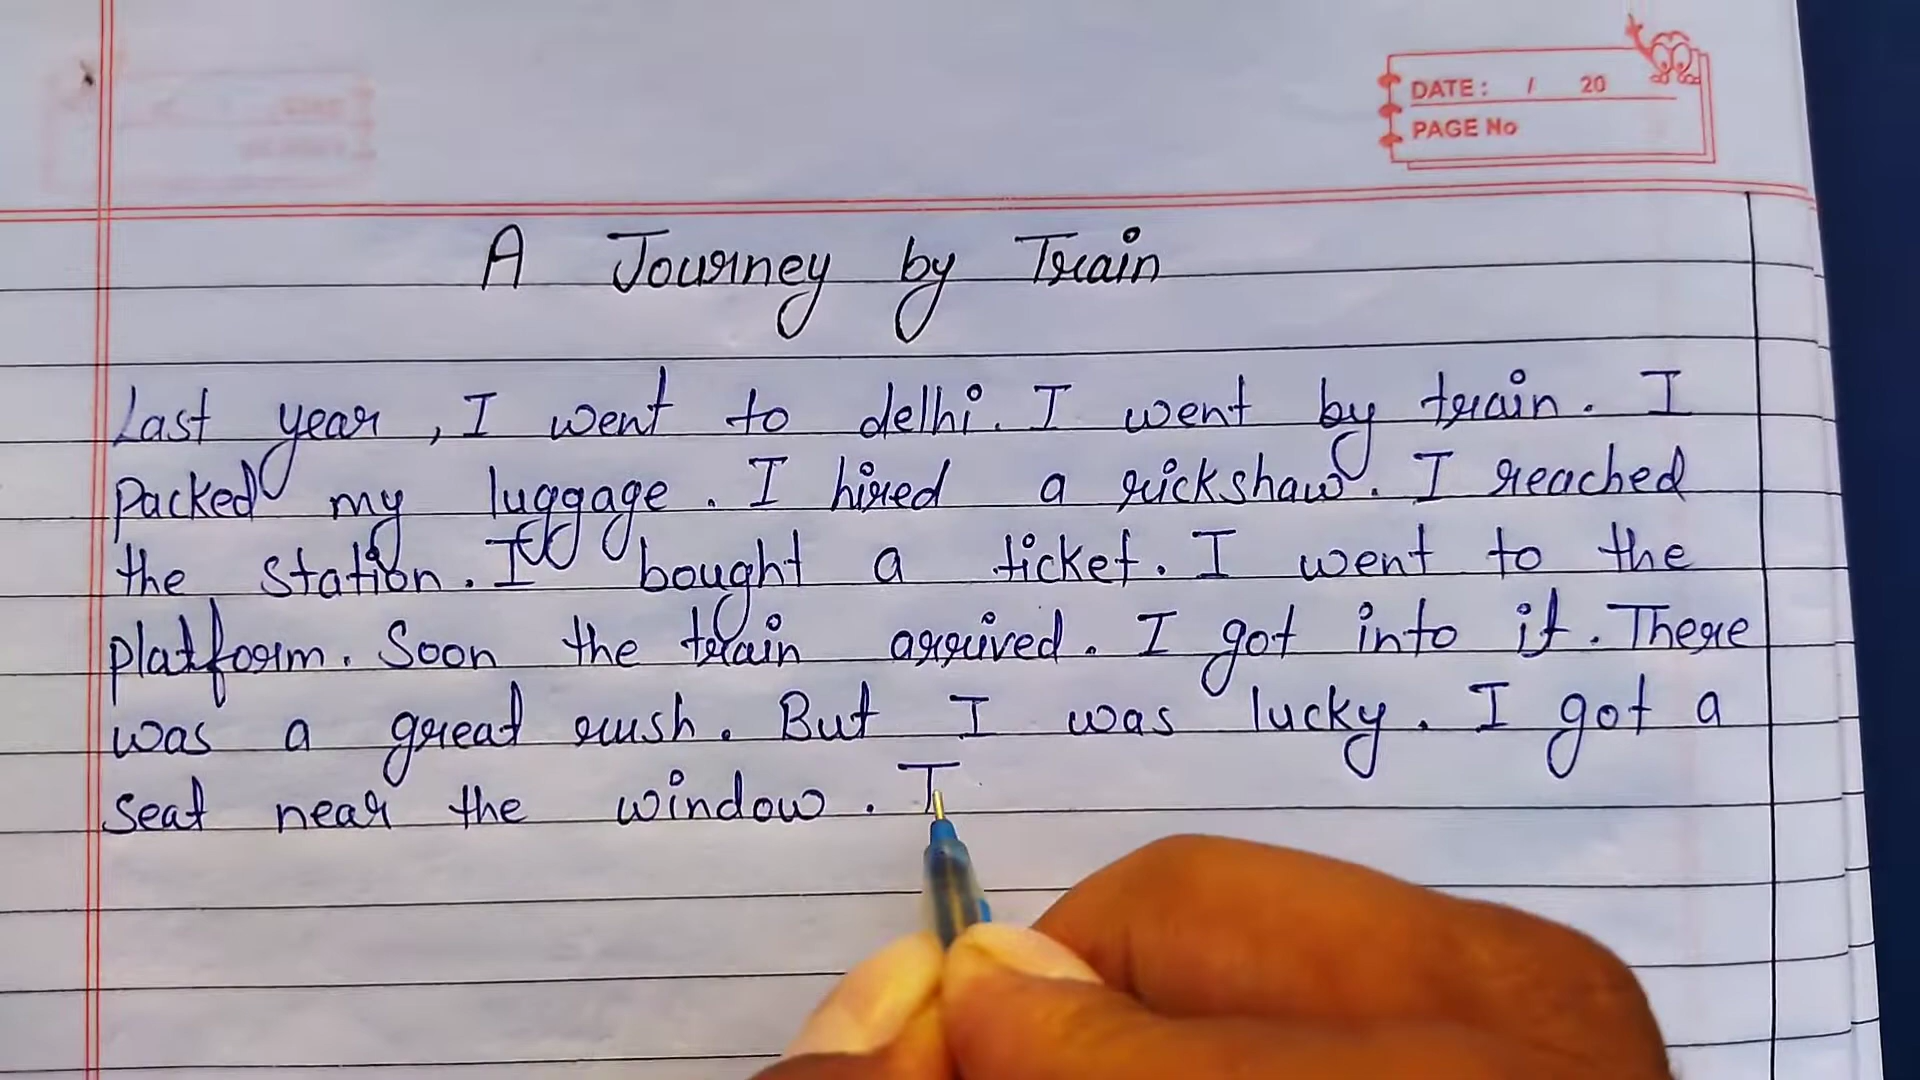 DATE: / 20
PAGE No
A Journey by Train
Last year, I went to delhi. I went by train. I
packed my luggage. I hired a rickshaw. I reached
the station. I bought a ticket. I went to the
platform. Soon the train arrived. I got into it. There
was a great rush. But I was lucky. I got a
seat near the window. T